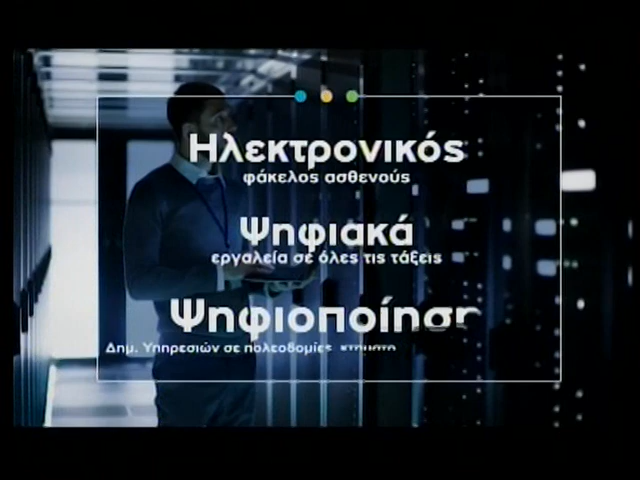 Ηλεκτρονικός
φάκελος ασθενούς
Ψηφιακά
εργαλεία σε όλες τις τάξεις
Ψηφιοποίηση
Δημ. Υπηρεσιών σε πολεοδομίες,